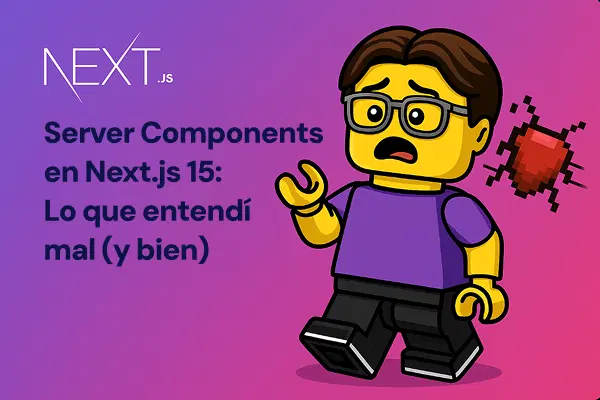 NEXT.JS
Server Components
en Next.js 15:
Lo que entendí
mal (y bien)